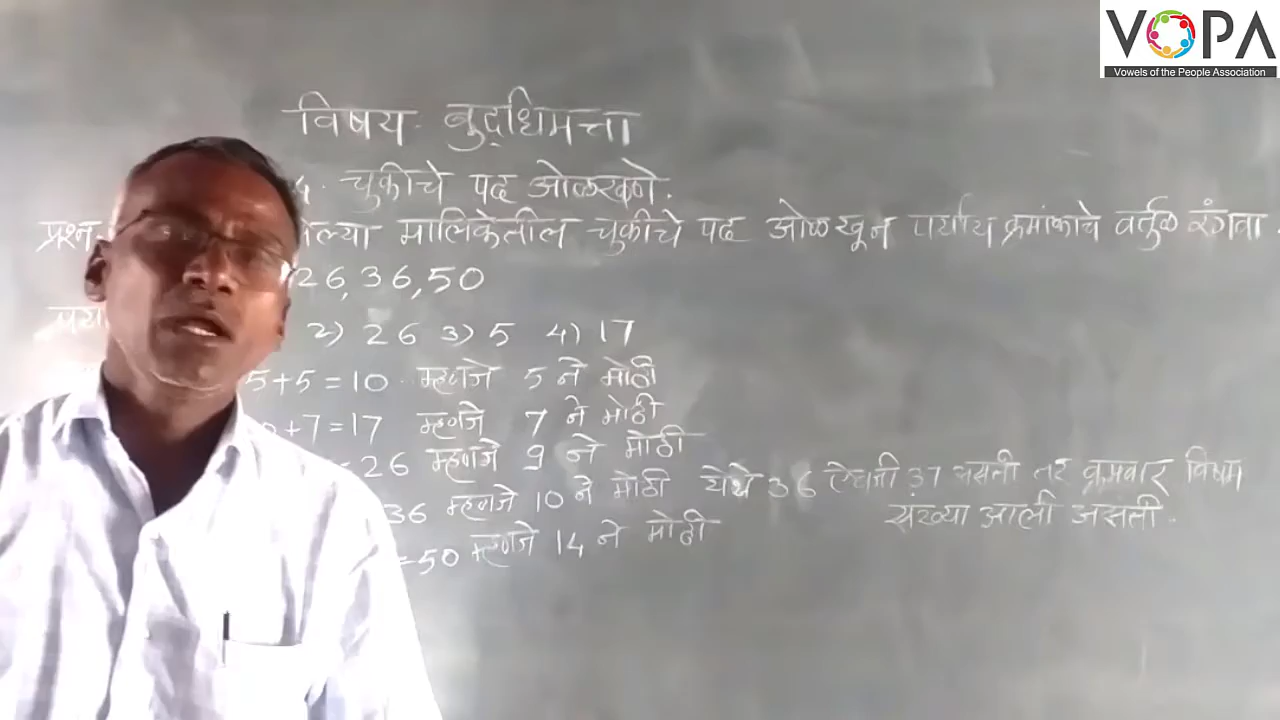 VOPA
Vowels of the People Association
विषय - बुद्धिमत्ता
चुकीचे पद ओळखणे.
प्रश्न मालिकेतील चुकीचे पद ओळखून पर्याय क्रमांकाचे वर्तुळ रंगवा.
26, 36, 50
2) 26 3) 5 4) 17
5+5=10 म्हणजे 5 ने मोठी
+7=17 म्हणजे 7 ने मोठी
=26 म्हणजे 9 ने मोठी
36 म्हणजे 10 ने मोठी येथे 36 ऐवजी 37 असती तर क्रमवार विषम
संख्या आली असती.
=50 म्हणजे 14 ने मोठी